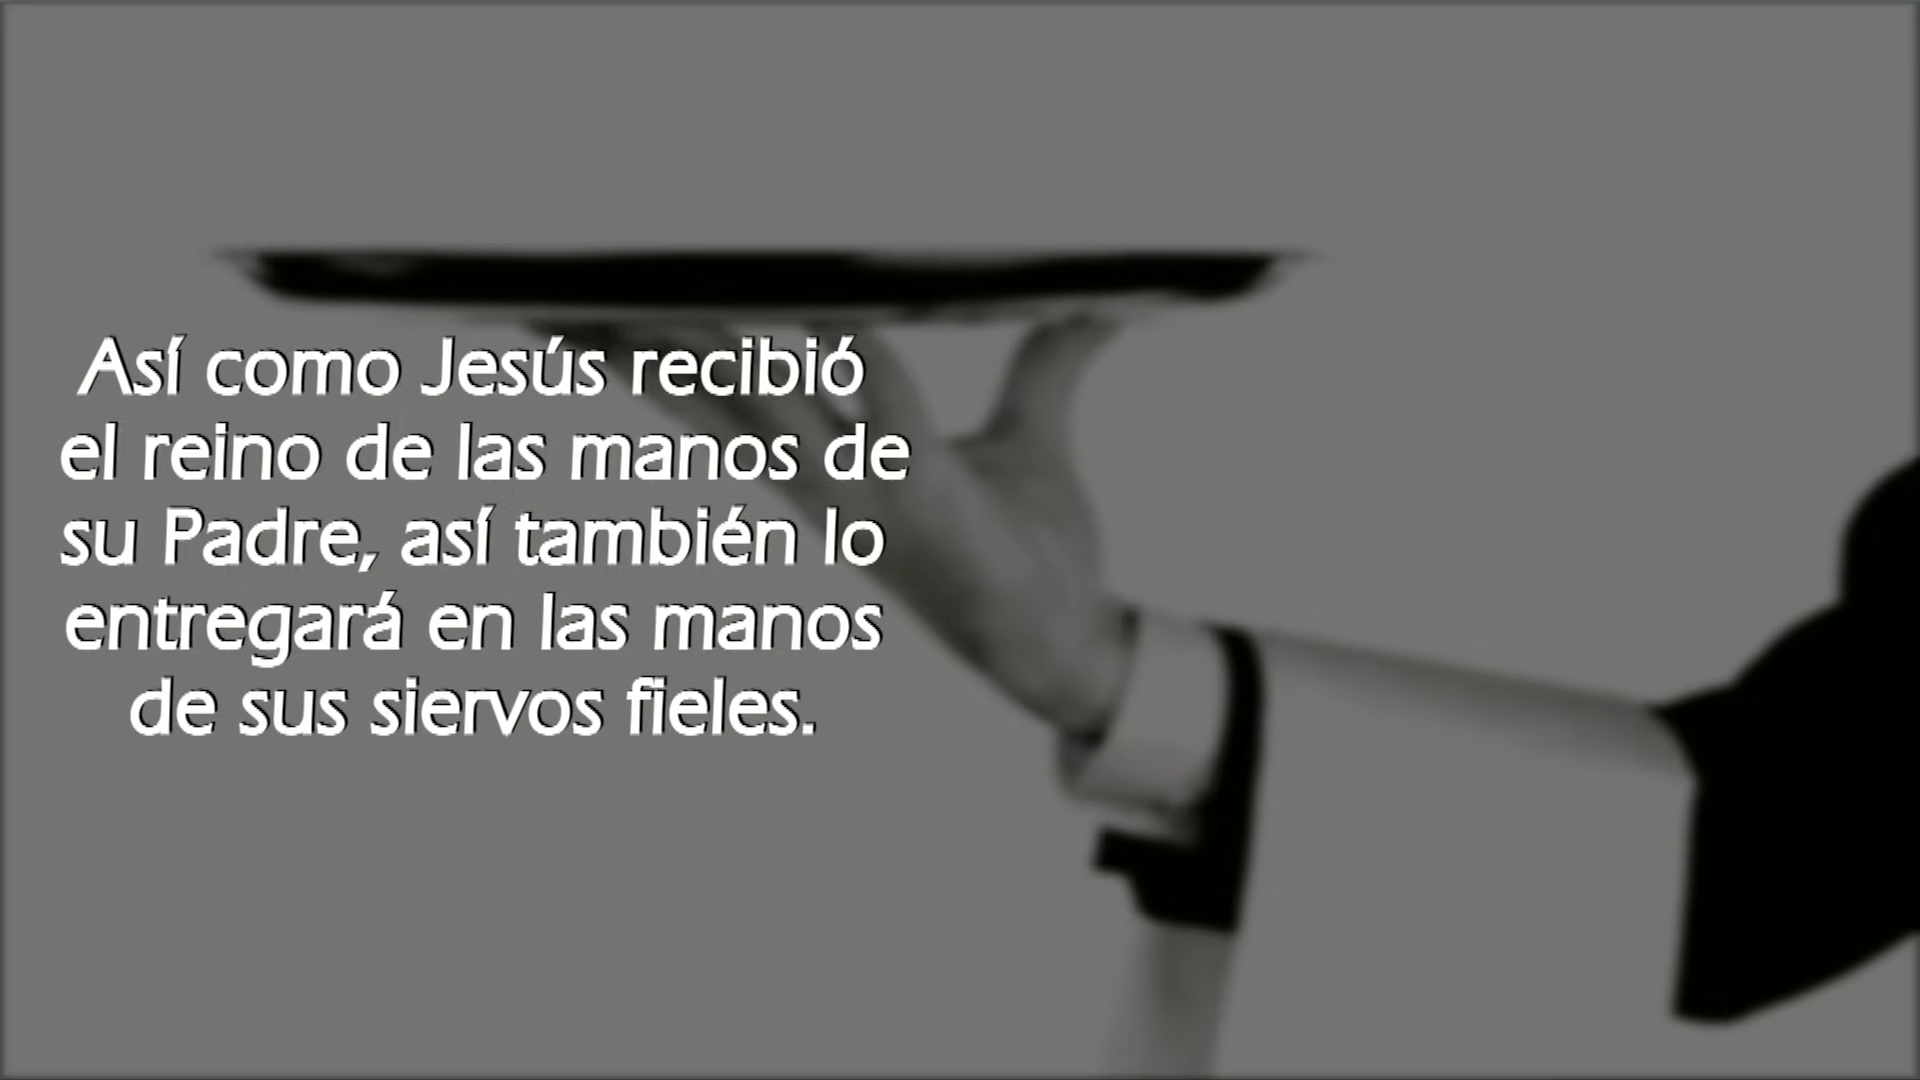 Así como Jesús recibió
el reino de las manos de
su Padre, así también lo
entregará en las manos
de sus siervos fieles.